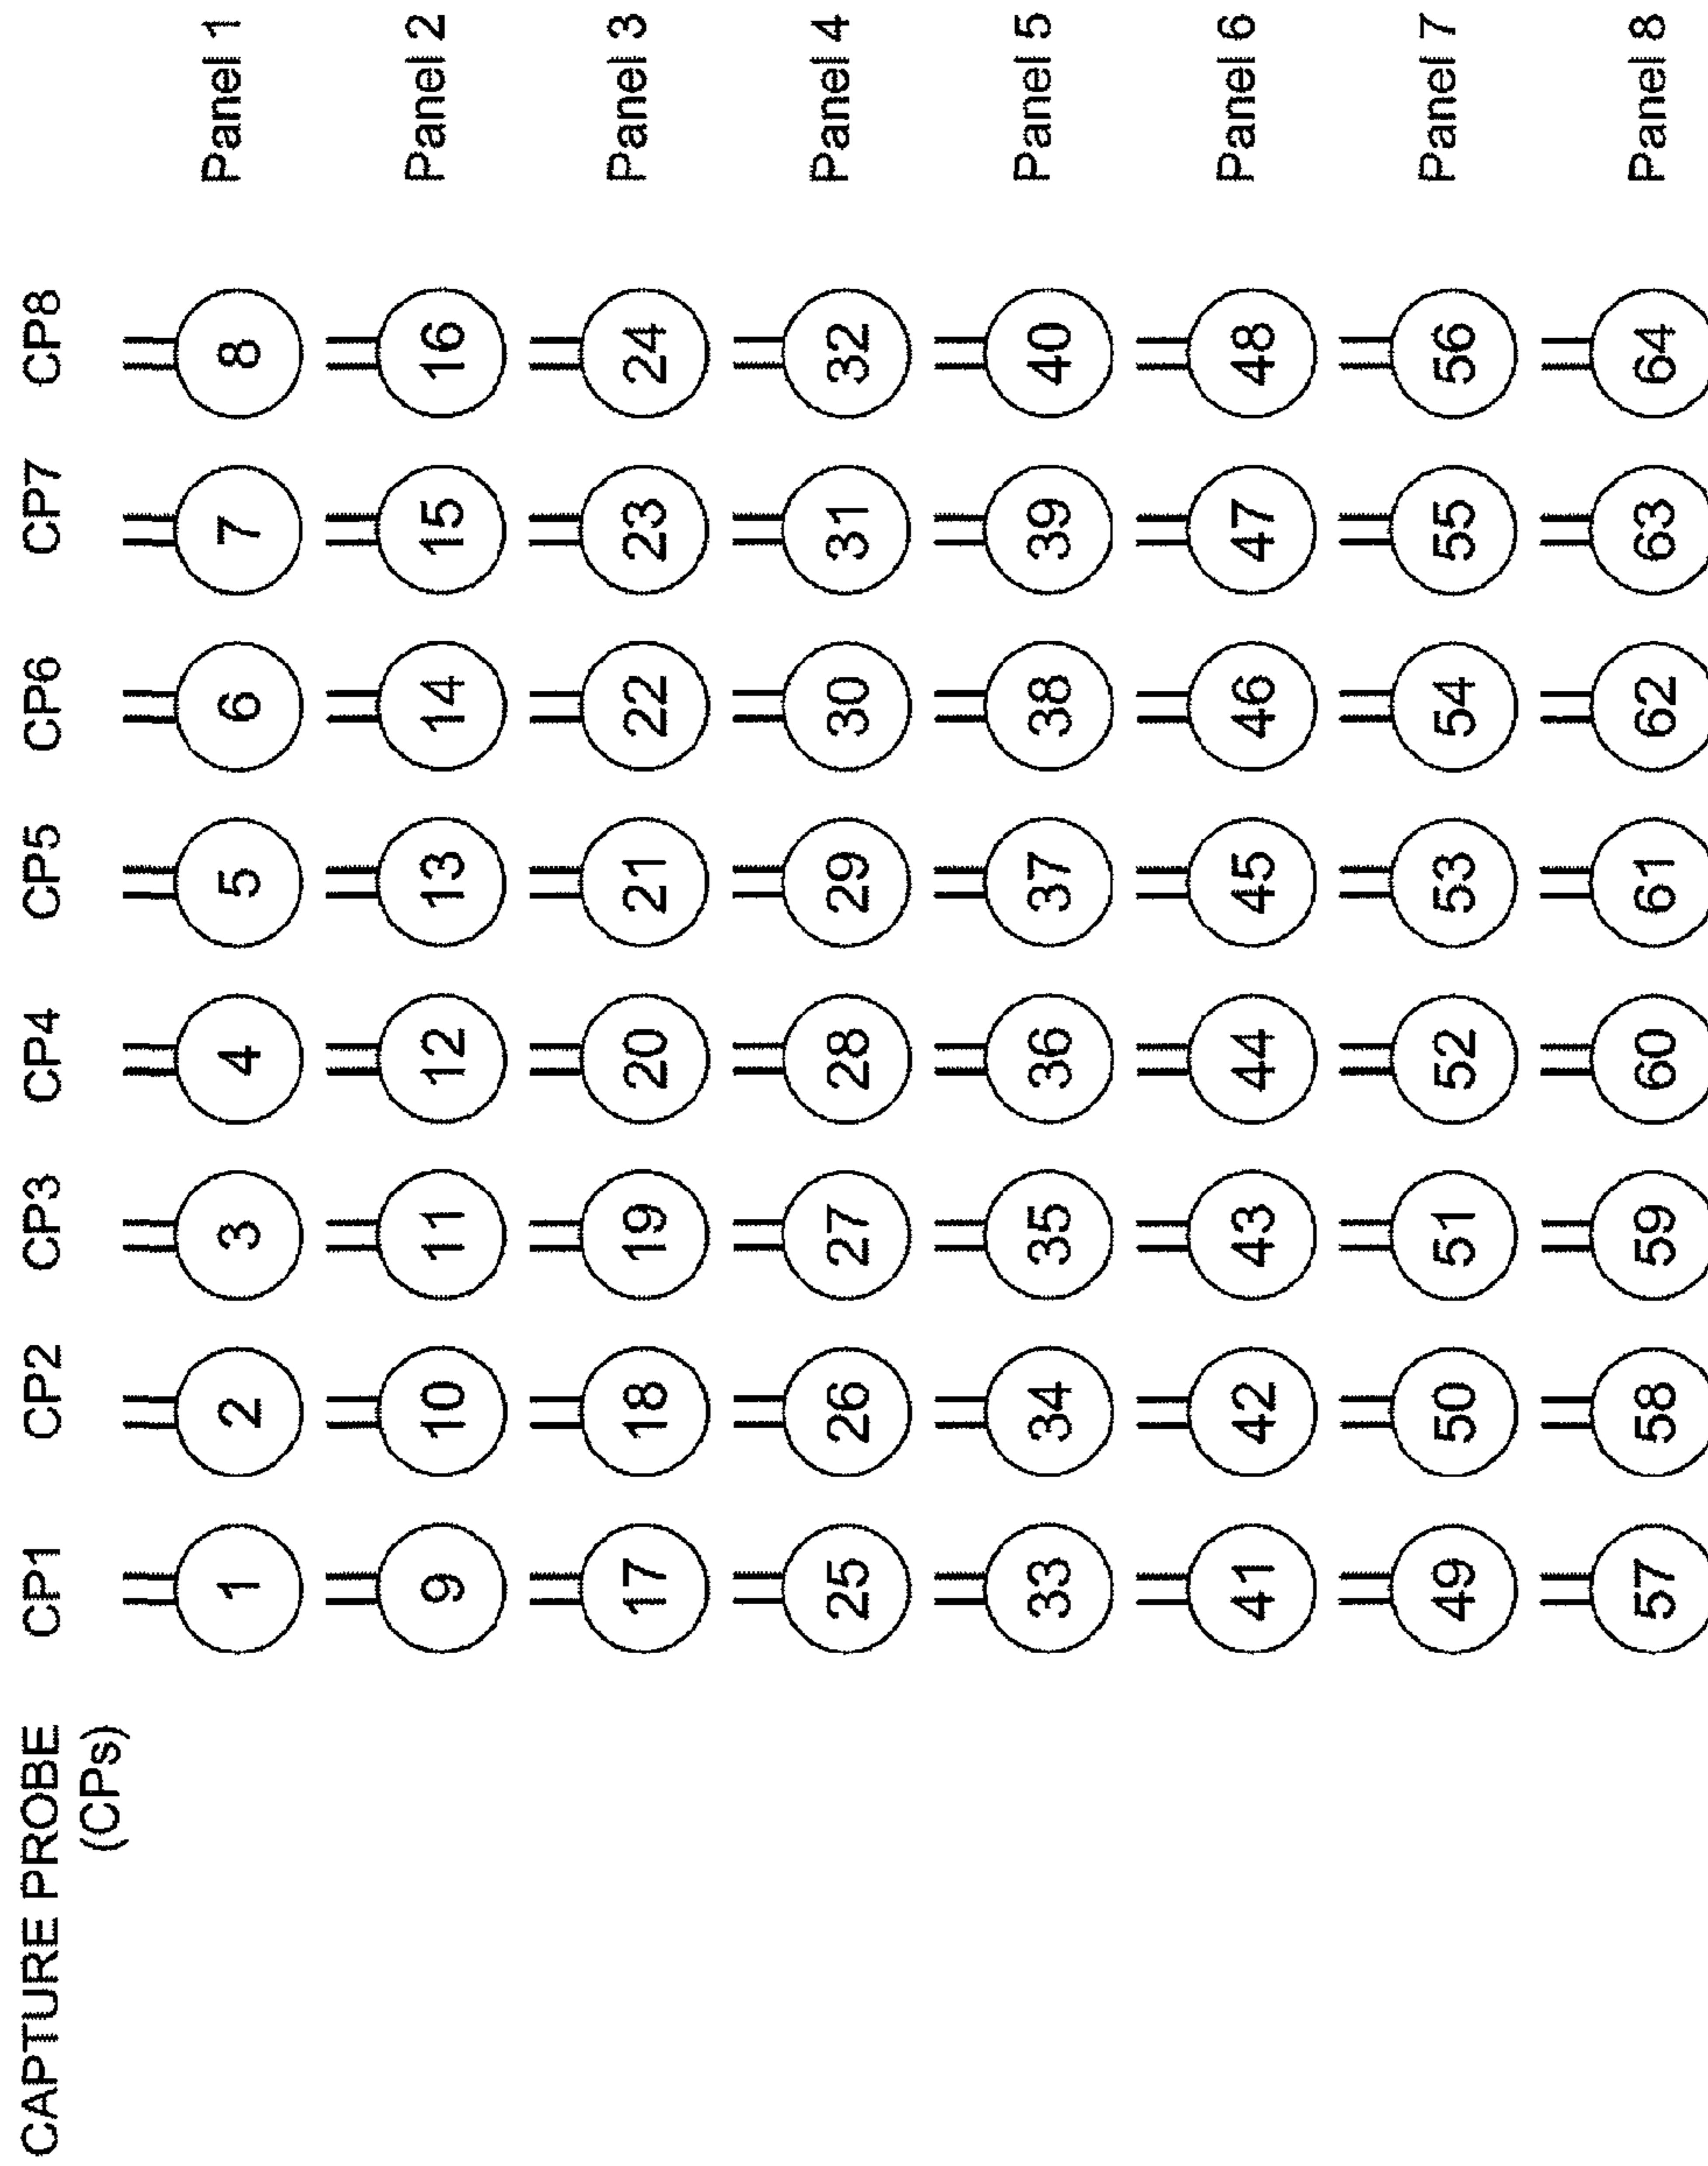 CAPTURE PROBE
(CPs)
CP1 CP2 CP3 CP4 CP5 CP6 CP7 CP8
1 2 3 4 5 6 7 8 Panel 1
9 10 11 12 13 14 15 16 Panel 2
17 18 19 20 21 22 23 24 Panel 3
25 26 27 28 29 30 31 32 Panel 4
33 34 35 36 37 38 39 40 Panel 5
41 42 43 44 45 46 47 48 Panel 6
49 50 51 52 53 54 55 56 Panel 7
57 58 59 60 61 62 63 64 Panel 8